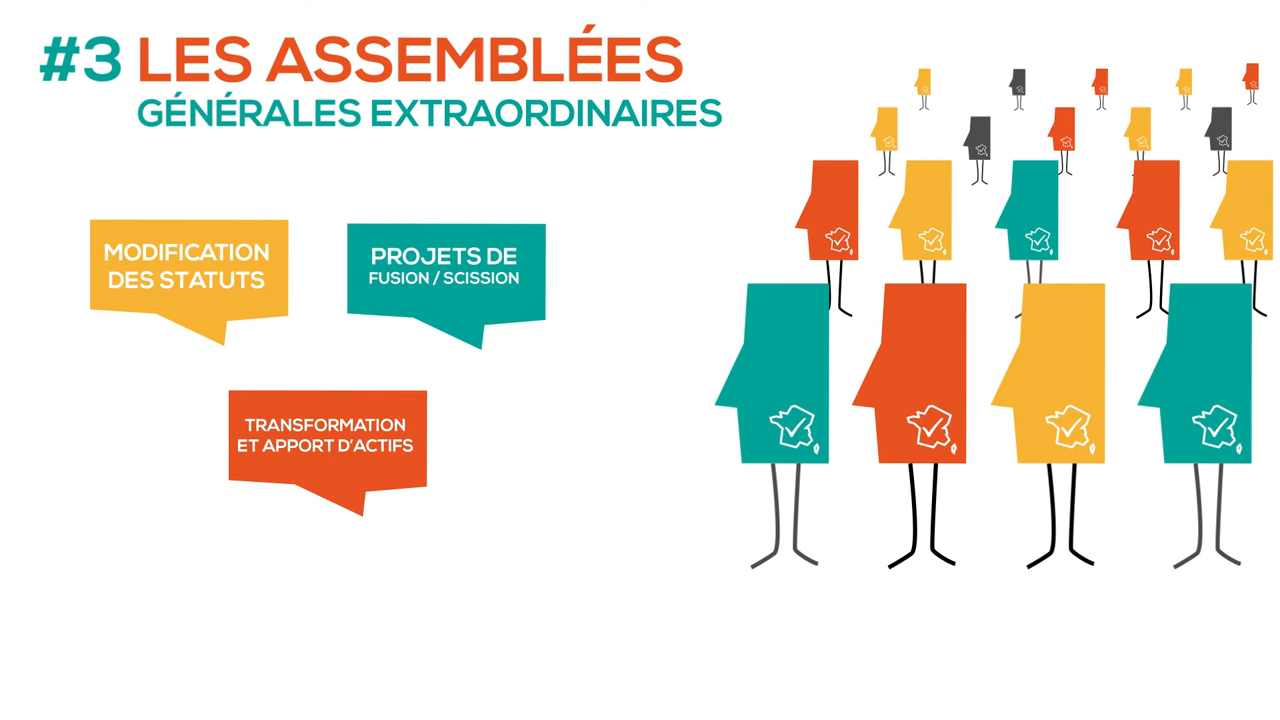 #3 LES ASSEMBLÉES
GÉNÉRALES EXTRAORDINAIRES
MODIFICATION
DES STATUTS
PROJETS DE
FUSION / SCISSION
TRANSFORMATION
ET APPORT D'ACTIFS